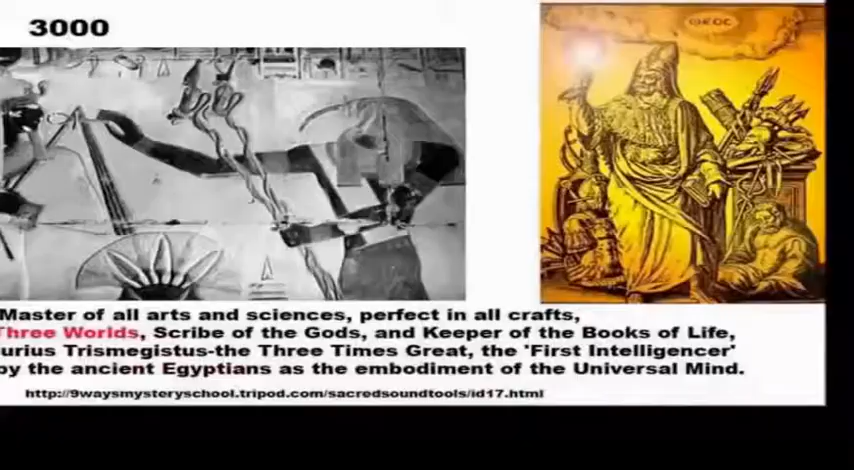 3000
ΘΕΟΣ
Master of all arts and sciences, perfect in all crafts,
Three Worlds, Scribe of the Gods, and Keeper of the Books of Life,
urius Trismegistus-the Three Times Great, the 'First Intelligencer'
by the ancient Egyptians as the embodiment of the Universal Mind.
http://9waysmysteryschool.tripod.com/sacredsoundtools/id17.html